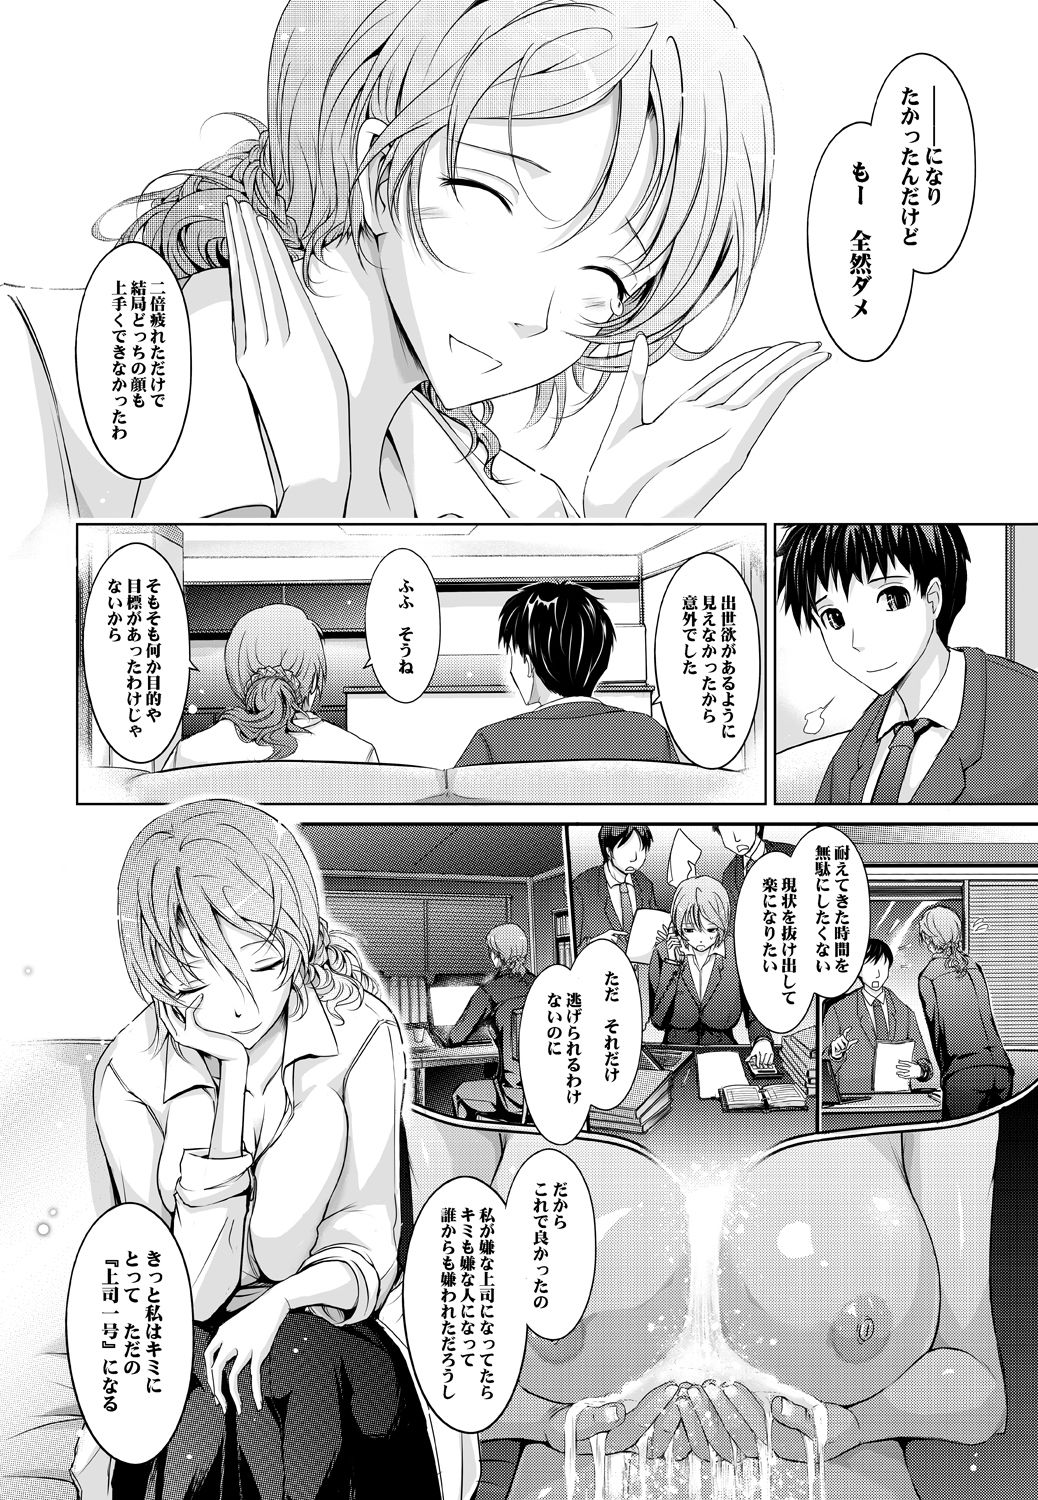 ――になり
たかったんだけど
もー 全然ダメ
二倍疲れただけで
結局どっちの顔も
上手くできなかったわ
出世欲があるように
見えなかったから
意外でした
ふふ そうね
そもそも何か目的や
目標があったわけじゃ
ないから
耐えてきた時間を
無駄にしたくない
現状を抜け出して
楽になりたい
ただ それだけ
逃げられるわけ
ないのに
だから
これで良かったの
私が嫌な上司になってたら
キミも嫌な人になって
誰からも嫌われただろうし
きっと私はキミに
とって ただの
『上司一号』になる